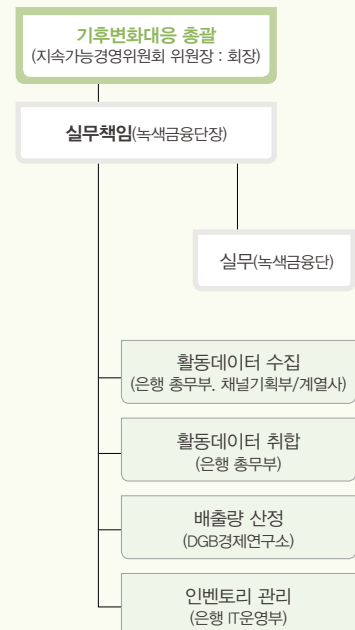 기후변화대응 총괄
(지속가능경영위원회 위원장 : 회장)
실무책임(녹색금융단장)
실무(녹색금융단)
활동데이터 수집
(은행 총무부. 채널기획부/계열사)
활동데이터 취합
(은행 총무부)
배출량 산정
(DGB경제연구소)
인벤토리 관리
(은행 IT운영부)